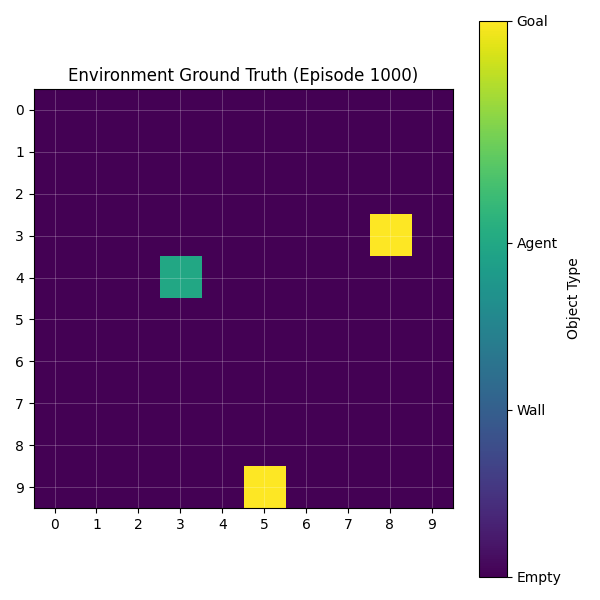 Environment Ground Truth (Episode 1000)
0
1
2
3
4
5
6
7
8
9
0 1 2 3 4 5 6 7 8 9
Goal
Agent
Wall
Empty
Object Type